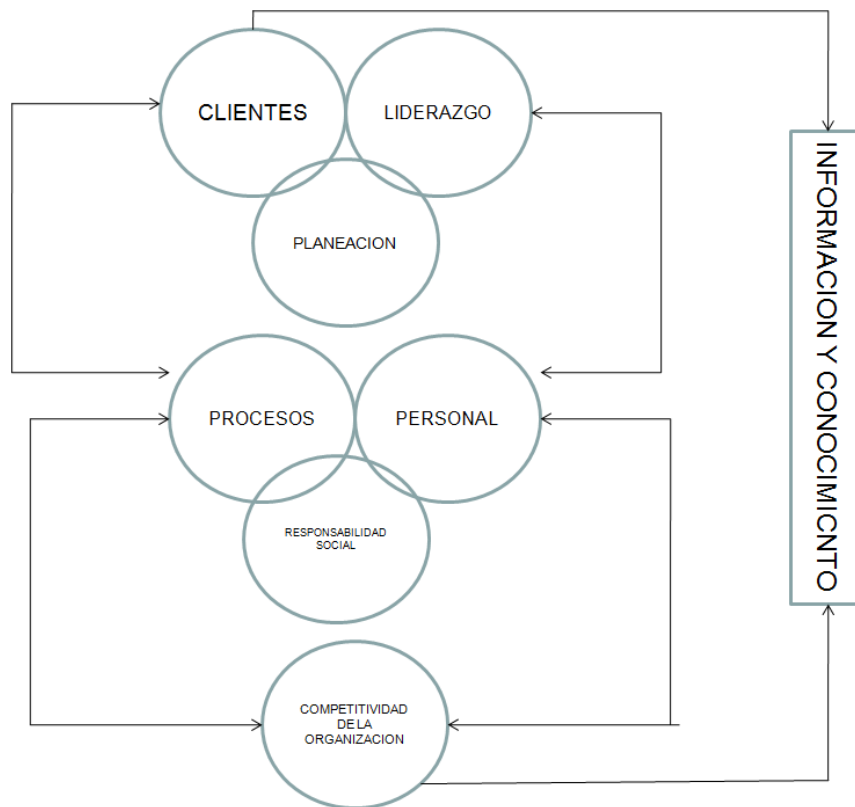 CLIENTES
LIDERAZGO
PLANEACION
PROCESOS
PERSONAL
RESPONSABILIDAD
SOCIAL
COMPETITIVIDAD
DE LA
ORGANIZACION
INFORMACION Y CONOCIMICNTO